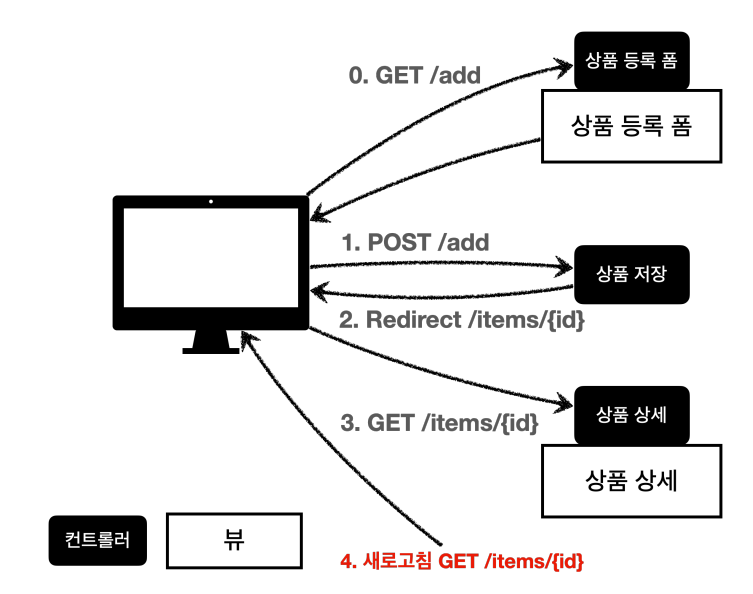 상품 등록 폼
0. GET /add
상품 등록 폼
1. POST /add
상품 저장
2. Redirect /items/{id}
상품 상세
3. GET /items/{id}
상품 상세
컨트롤러
뷰
4. 새로고침 GET /items/{id}